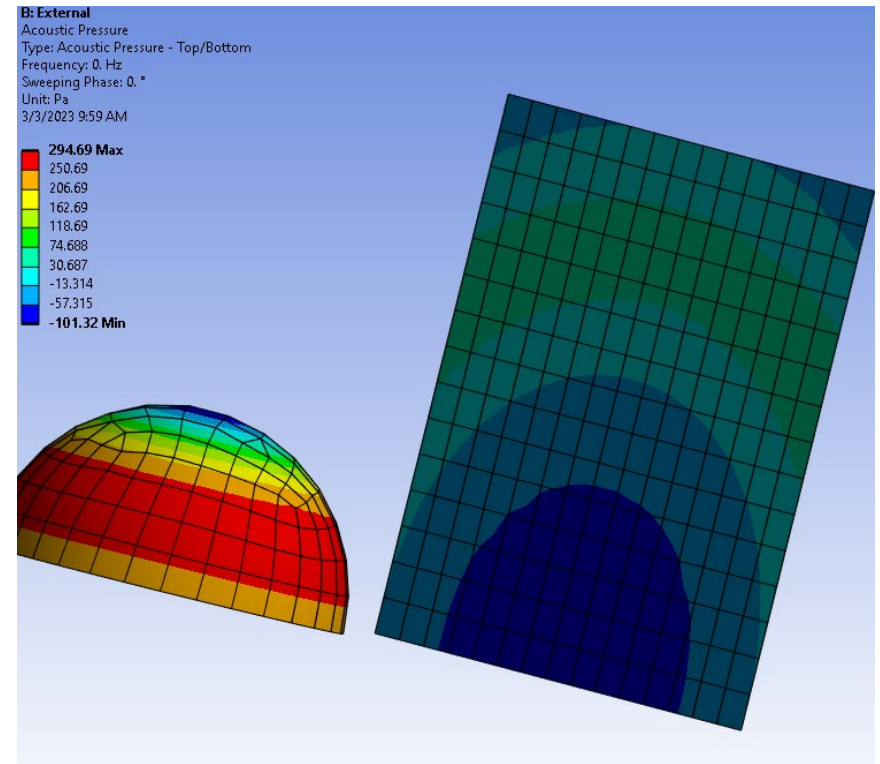 B: External
Acoustic Pressure
Type: Acoustic Pressure - Top/Bottom
Frequency: 0. Hz
Sweeping Phase: 0. °
Unit: Pa
3/3/2023 9:59 AM
294.69 Max
250.69
206.69
162.69
118.69
74.688
30.687
-13.314
-57.315
-101.32 Min